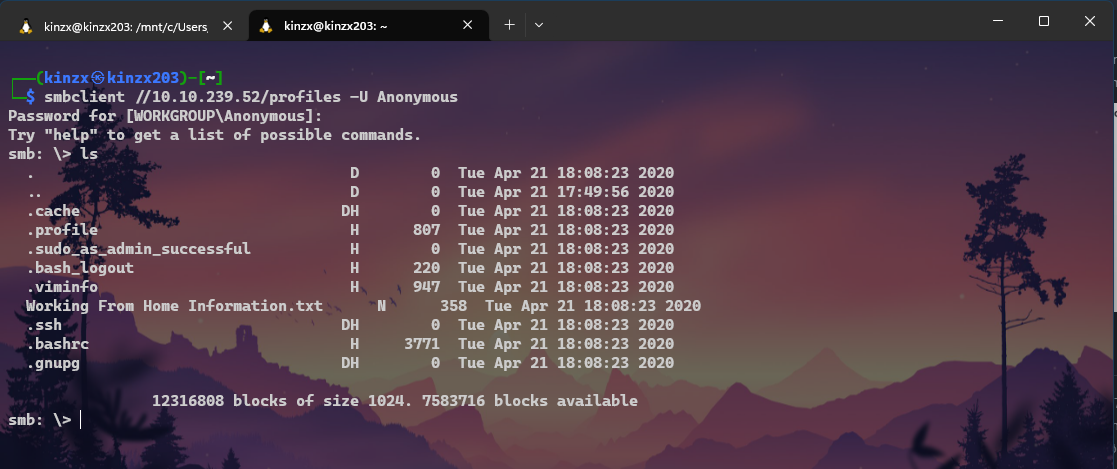 kinzx@kinzx203: /mnt/c/Users,
kinzx@kinzx203: ~
┌──(kinzx㉿kinzx203)-[~]
└─$ smbclient //10.10.239.52/profiles -U Anonymous
Password for [WORKGROUP\Anonymous]:
Try "help" to get a list of possible commands.
smb: \> ls
  .                                   D        0  Tue Apr 21 18:08:23 2020
  ..                                  D        0  Tue Apr 21 17:49:56 2020
  .cache                             DH        0  Tue Apr 21 18:08:23 2020
  .profile                            H      807  Tue Apr 21 18:08:23 2020
  .sudo_as_admin_successful           H        0  Tue Apr 21 18:08:23 2020
  .bash_logout                        H      220  Tue Apr 21 18:08:23 2020
  .viminfo                            H      947  Tue Apr 21 18:08:23 2020
  Working From Home Information.txt      N      358  Tue Apr 21 18:08:23 2020
  .ssh                               DH        0  Tue Apr 21 18:08:23 2020
  .bashrc                             H     3771  Tue Apr 21 18:08:23 2020
  .gnupg                             DH        0  Tue Apr 21 18:08:23 2020
                12316808 blocks of size 1024. 7583716 blocks available
smb: \>